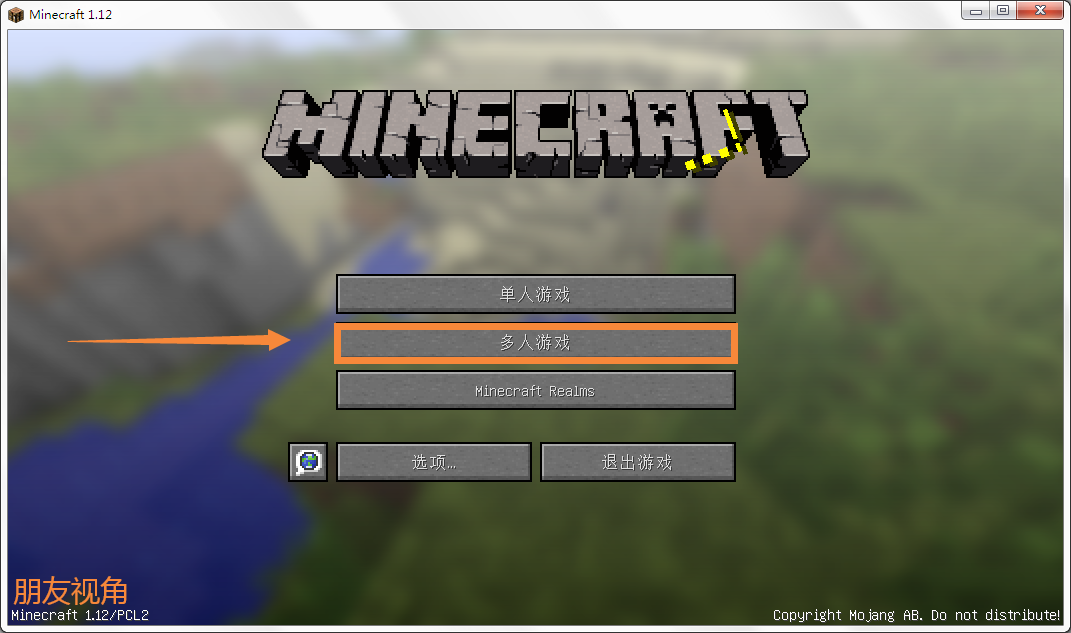 Minecraft 1.12
MINECRAFT
单人游戏
多人游戏
Minecraft Realms
选项...
退出游戏
朋友视角
Minecraft 1.12/PCL2
Copyright Mojang AB. Do not distribute!